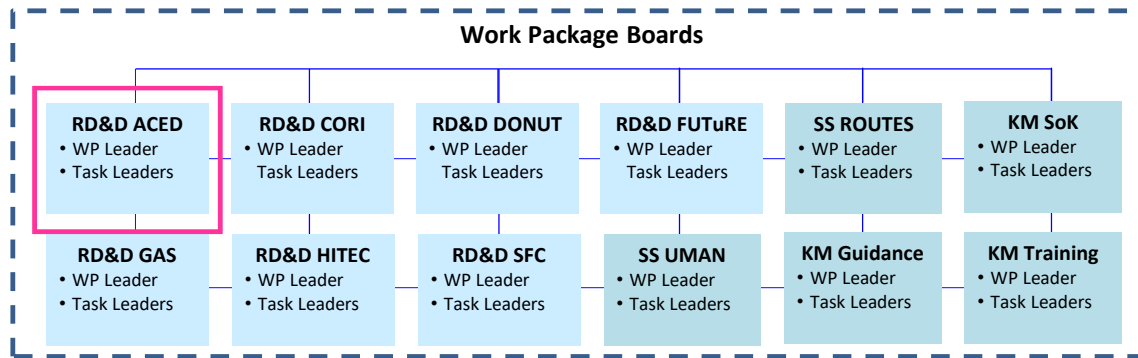 Work Package Boards
RD&D ACED
• WP Leader
• Task Leaders
RD&D CORI
• WP Leader
Task Leaders
RD&D DONUT
• WP Leader
Task Leaders
RD&D FUTuRE
• WP Leader
Task Leaders
SS ROUTES
• WP Leader
• Task Leaders
KM SoK
• WP Leader
• Task Leaders
RD&D GAS
• WP Leader
• Task Leaders
RD&D HITEC
• WP Leader
• Task Leaders
RD&D SFC
• WP Leader
• Task Leaders
SS UMAN
• WP Leader
• Task Leaders
KM Guidance
• WP Leader
• Task Leaders
KM Training
• WP Leader
• Task Leaders